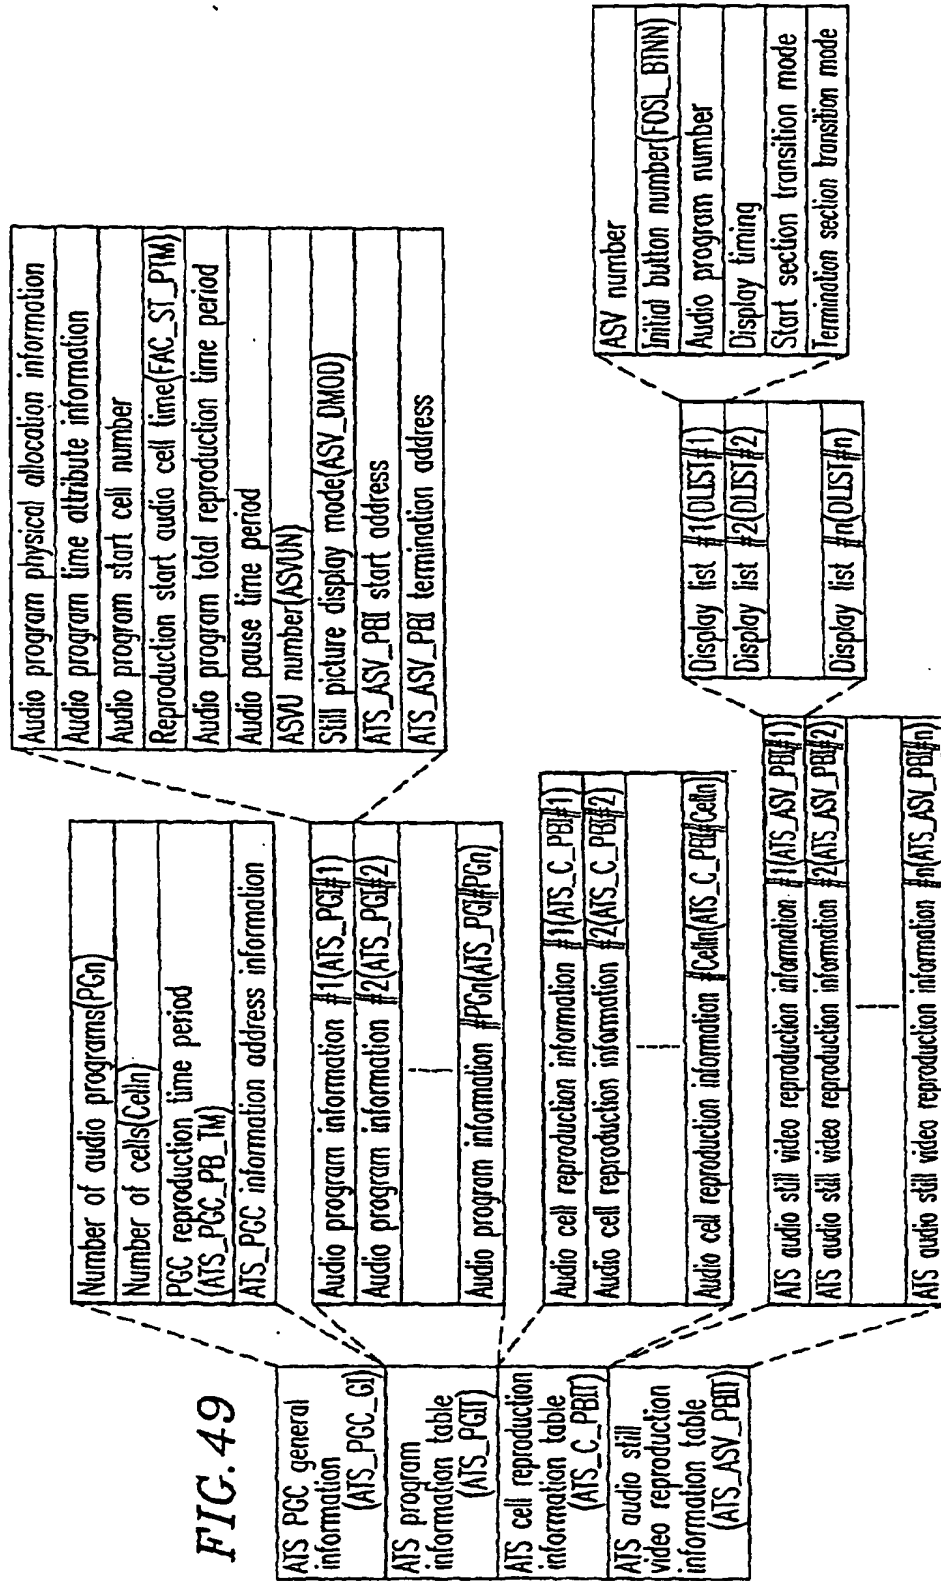 FIG. 49
ATS PGC general
information
(ATS_PGC_GI)
ATS program
information table
(ATS_PGIT)
ATS cell reproduction
information table
(ATS_C_PBIT)
ATS audio still
video reproduction
information table
(ATS_ASV_PBIT)
Number of audio programs(PGn)
Number of cells(Celln)
PGC reproduction time period
(ATS_PGC_PB_TM)
ATS_PGC information address information
Audio program information #1(ATS_PGI#1)
Audio program information #2(ATS_PGI#2)
Audio program information #PGn(ATS_PGI#PGn)
Audio cell reproduction information #1(ATS_C_PBI#1)
Audio cell reproduction information #2(ATS_C_PBI#2)
Audio cell reproduction information #Celln(ATS_C_PBI#Celln)
ATS audio still video reproduction information #1(ATS_ASV_PBI#1)
ATS audio still video reproduction information #2(ATS_ASV_PBI#2)
ATS audio still video reproduction information #n(ATS_ASV_PBI#n)
Audio program physical allocation information
Audio program time attribute information
Audio program start cell number
Reproduction start audio cell time(FAC_ST_PTM)
Audio program total reproduction time period
Audio pause time period
ASVU number(ASVUN)
Still picture display mode(ASV_DMOD)
ATS_ASV_PBI start address
ATS_ASV_PBI termination address
Display list #1(DLIST#1)
Display list #2(DLIST#2)
Display list #n(DLIST#n)
ASV number
Initial button number(FOSL_BTNN)
Audio program number
Display timing
Start section transition mode
Termination section transition mode